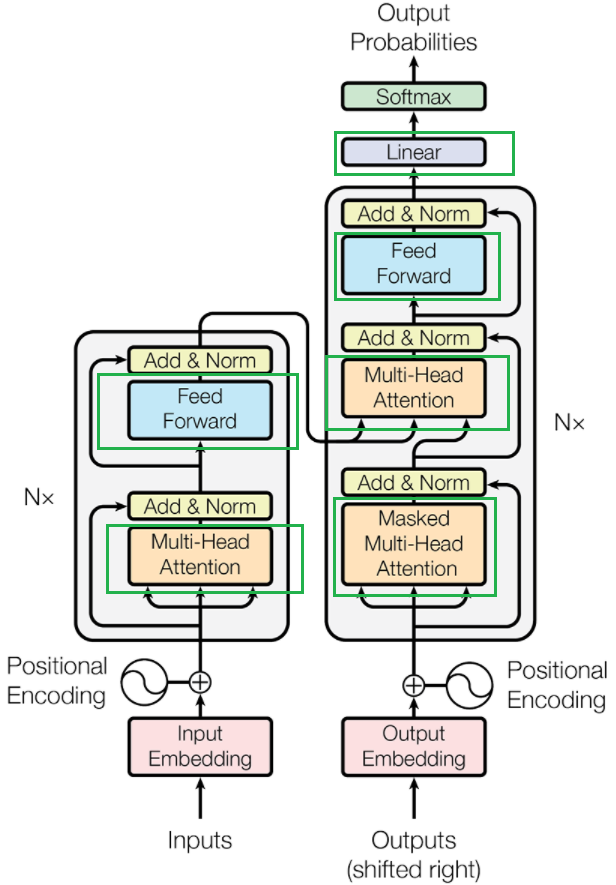 Output
Probabilities
Softmax
Linear
Add & Norm
Feed
Forward
Add & Norm
Multi-Head
Attention
Add & Norm
Feed
Forward
N×
N×
Add & Norm
Masked
Multi-Head
Attention
Add & Norm
Multi-Head
Attention
Positional
Encoding
Positional
Encoding
Input
Embedding
Output
Embedding
Inputs
Outputs
(shifted right)